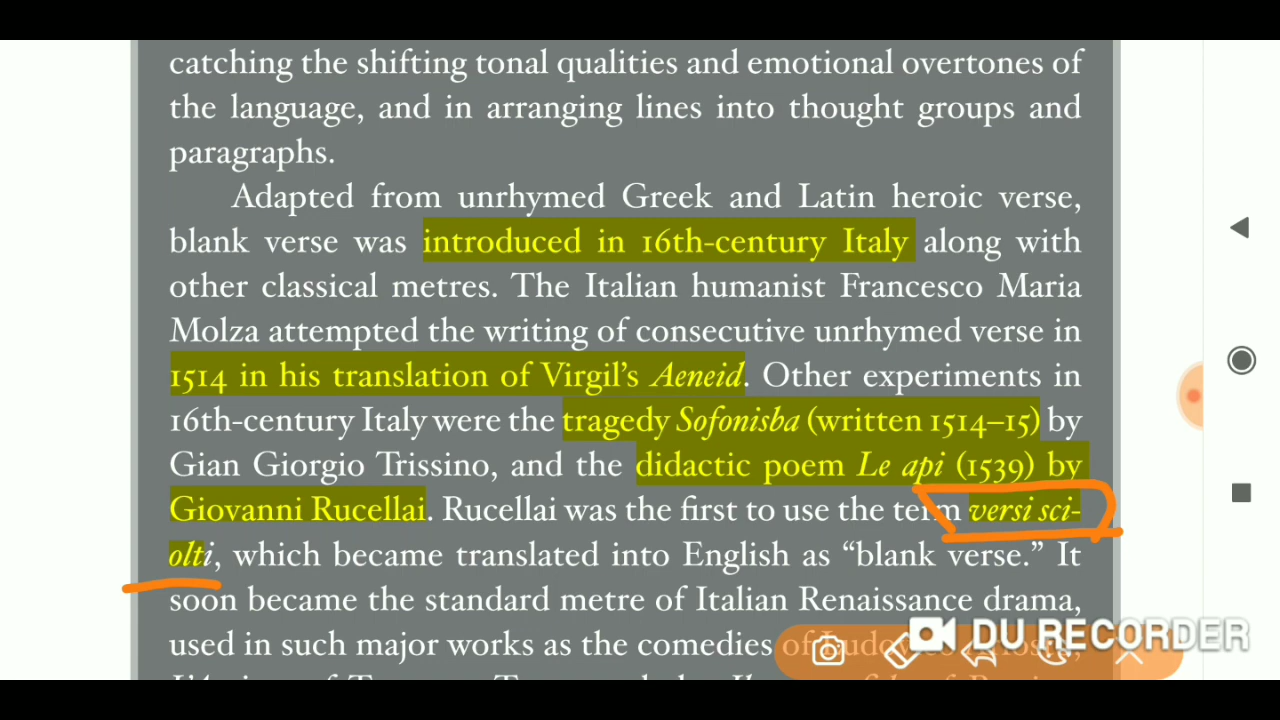 catching the shifting tonal qualities and emotional overtones of
the language, and in arranging lines into thought groups and
paragraphs.
Adapted from unrhymed Greek and Latin heroic verse,
blank verse was introduced in 16th-century Italy along with
other classical metres. The Italian humanist Francesco Maria
Molza attempted the writing of consecutive unrhymed verse in
1514 in his translation of Virgil’s Aeneid. Other experiments in
16th-century Italy were the tragedy Sofonisba (written 1514–15) by
Gian Giorgio Trissino, and the didactic poem Le api (1539) by
Giovanni Rucellai. Rucellai was the first to use the term versi sci-
olti, which became translated into English as “blank verse.” It
soon became the standard metre of Italian Renaissance drama,
used in such major works as the comedies of
DU RECORDER